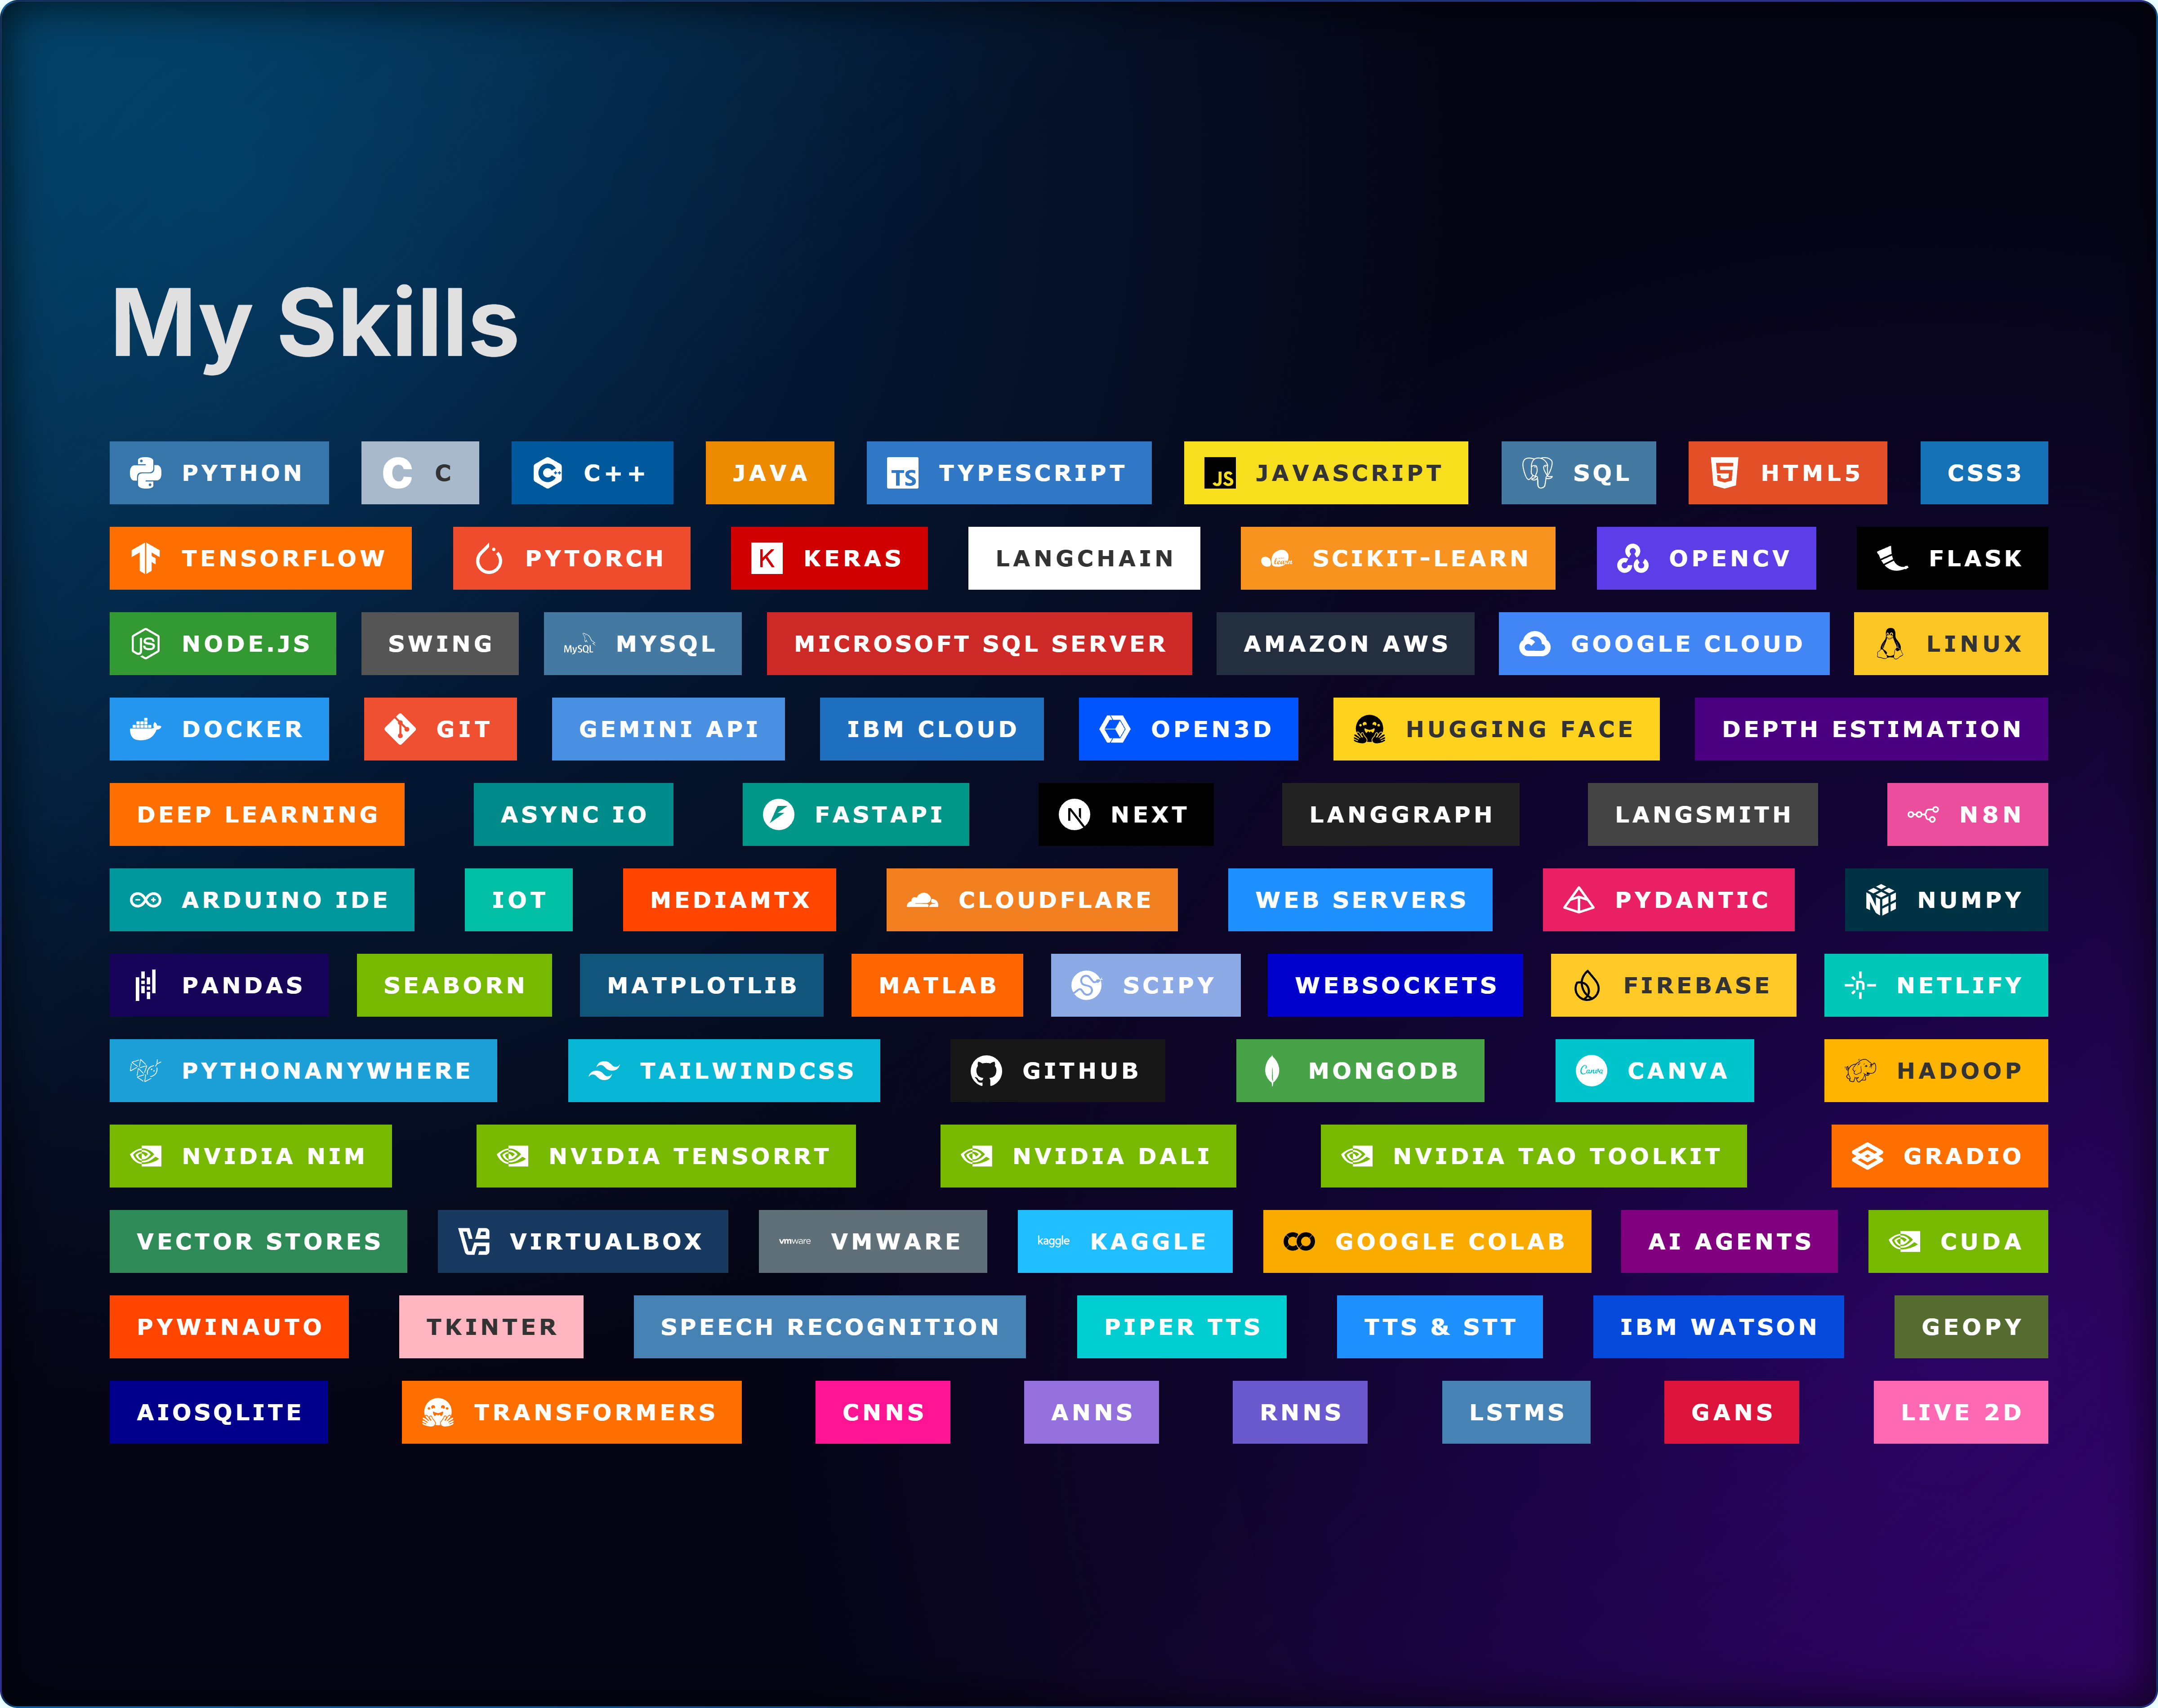 My Skills
PYTHON C C++ JAVA TS TYPESCRIPT JS JAVASCRIPT SQL 5 HTML5 CSS3
TENSORFLOW PYTORCH K KERAS LANGCHAIN learn SCIKIT-LEARN OPENCV FLASK
JS NODE.JS SWING MySQL MYSQL MICROSOFT SQL SERVER AMAZON AWS GOOGLE CLOUD LINUX
DOCKER GIT GEMINI API IBM CLOUD OPEN3D HUGGING FACE DEPTH ESTIMATION
DEEP LEARNING ASYNC IO FASTAPI N NEXT LANGGRAPH LANGSMITH N8N
ARDUINO IDE IOT MEDIAMTX CLOUDFLARE WEB SERVERS PYDANTIC N NUMPY
PANDAS SEABORN MATPLOTLIB MATLAB SCIPY WEBSOCKETS FIREBASE n NETLIFY
PYTHONANYWHERE TAILWINDCSS GITHUB MONGODB Canva CANVA HADOOP
NVIDIA NIM NVIDIA TENSORRT NVIDIA DALI NVIDIA TAO TOOLKIT GRADIO
VECTOR STORES VIRTUALBOX vmware VMWARE kaggle KAGGLE CO GOOGLE COLAB AI AGENTS CUDA
PYWINAUTO TKINTER SPEECH RECOGNITION PIPER TTS TTS & STT IBM WATSON GEOPY
AIOSQLITE TRANSFORMERS CNNS ANNS RNNS LSTMS GANS LIVE 2D